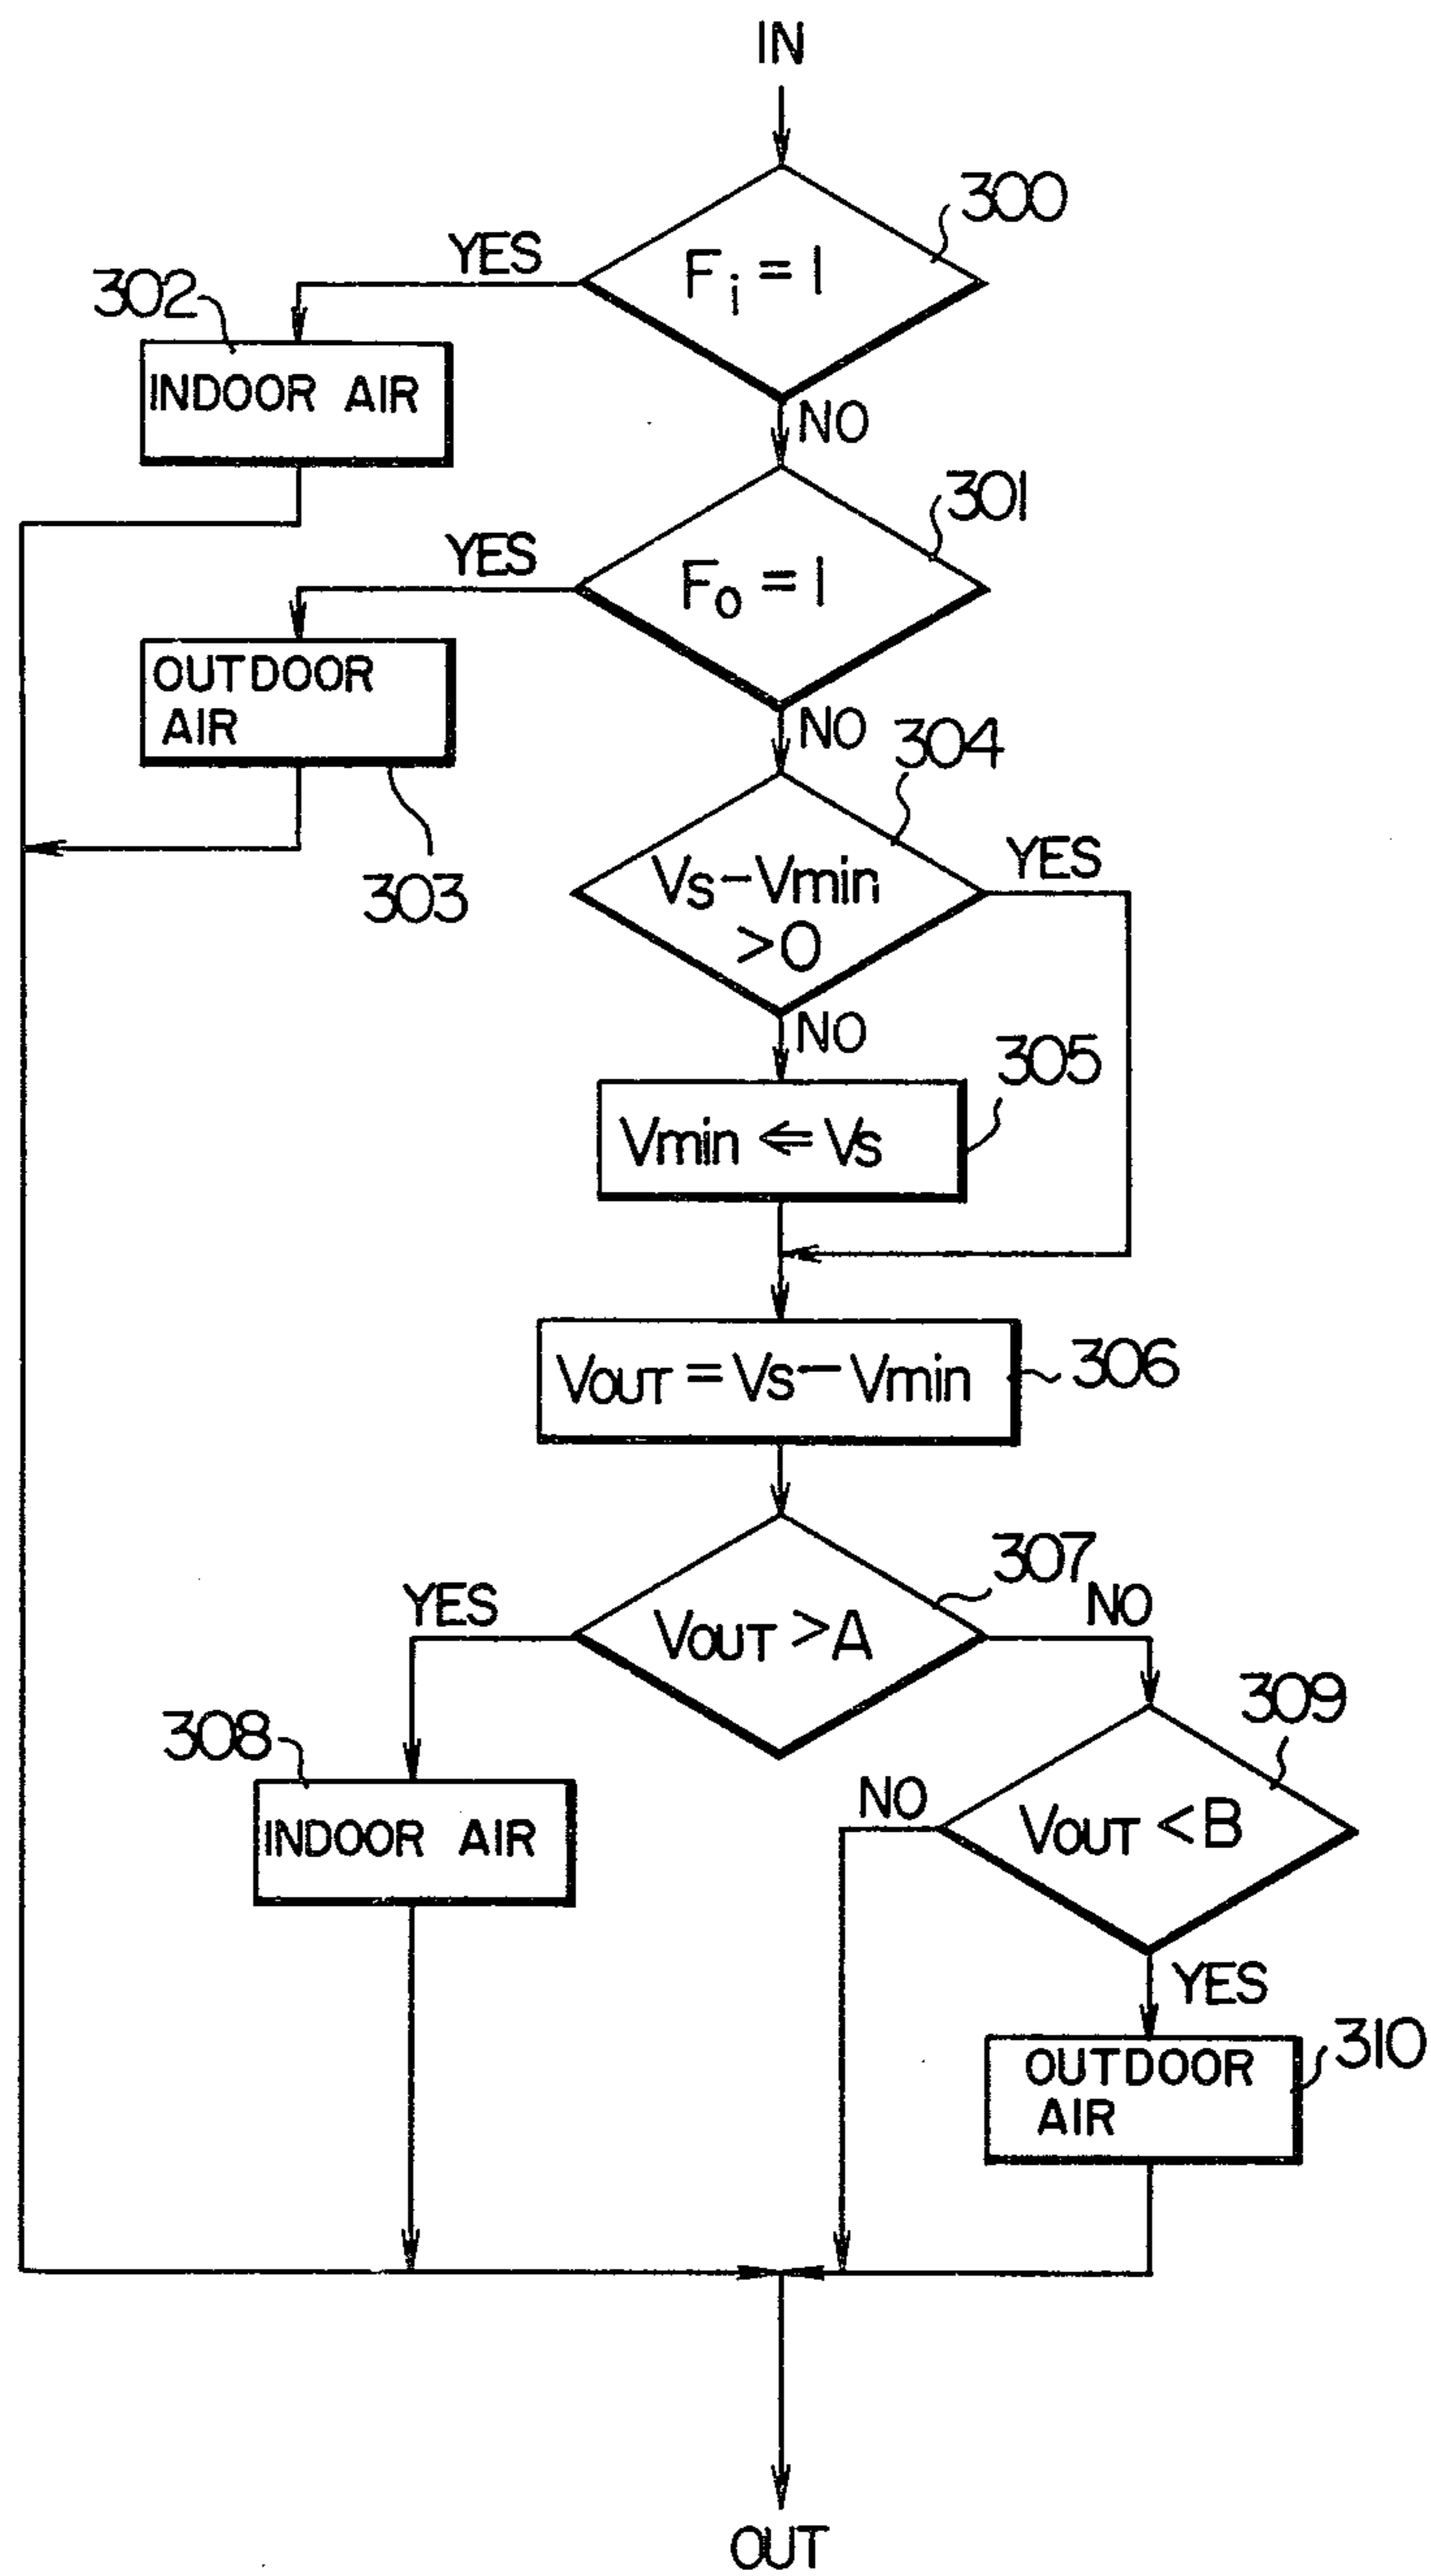 IN
300
Fi = 1
YES
302
INDOOR AIR
NO
301
Fo = 1
YES
OUTDOOR
AIR
303
NO
304
Vs-Vmin
>0
YES
NO
305
Vmin ⇐ Vs
306
VOUT = Vs-Vmin
307
VOUT >A
YES
NO
308
INDOOR AIR
309
VOUT <B
NO
YES
310
OUTDOOR
AIR
OUT